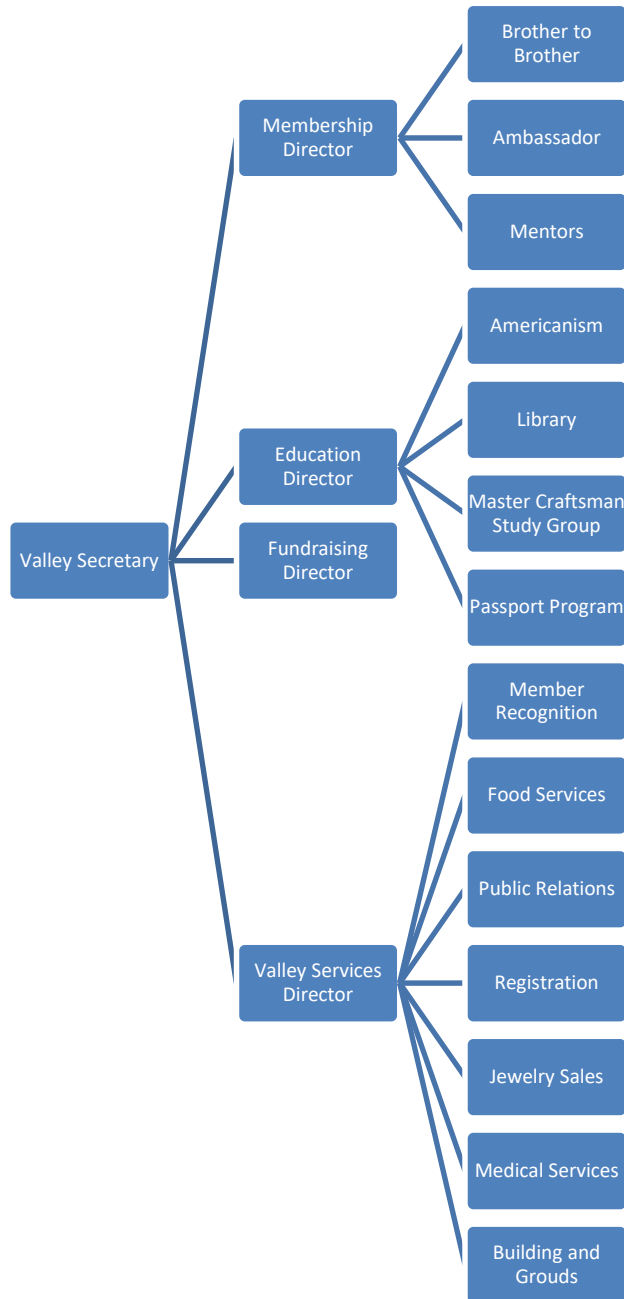 Valley Secretary
Membership
Director
Brother to
Brother
Ambassador
Mentors
Education
Director
Americanism
Library
Master Craftsman
Study Group
Passport Program
Fundraising
Director
Valley Services
Director
Member
Recognition
Food Services
Public Relations
Registration
Jewelry Sales
Medical Services
Building and
Grouds